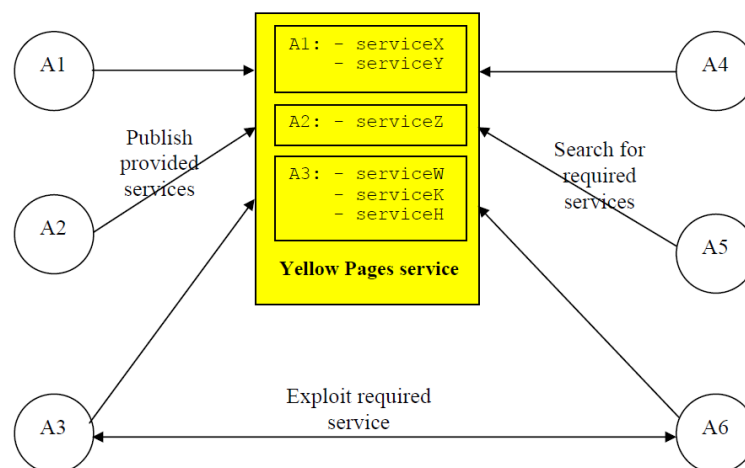 A1
A1: - serviceX
- serviceY
A4
A2: - serviceZ
Publish
provided
services
Search for
required
services
A3: - serviceW
- serviceK
- serviceH
A2
A5
Yellow Pages service
Exploit required
service
A3
A6